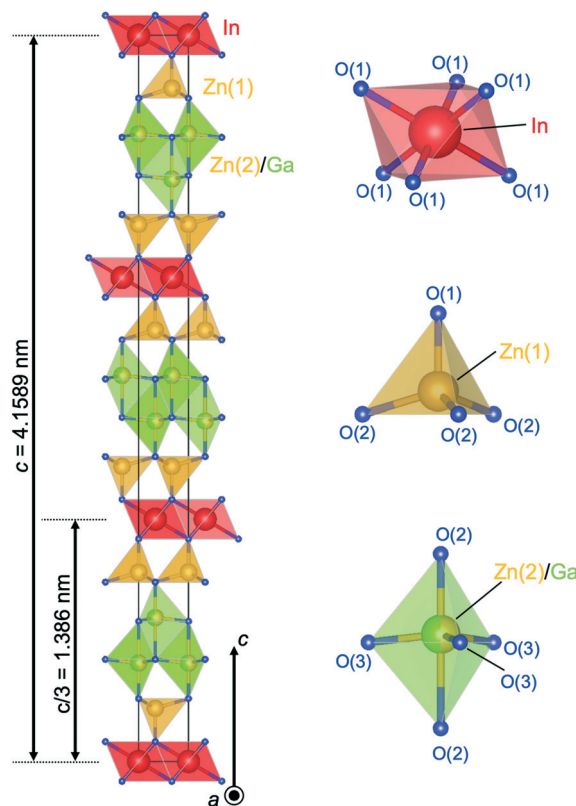 In
Zn(1)
Zn(2)/Ga
c = 4.1589 nm
c/3 = 1.386 nm
c
a
O(1)
O(1)
O(1)
In
O(1)
O(1)
O(1)
O(1)
Zn(1)
O(2)
O(2)
O(2)
O(2)
Zn(2)/Ga
O(3)
O(3)
O(3)
O(2)